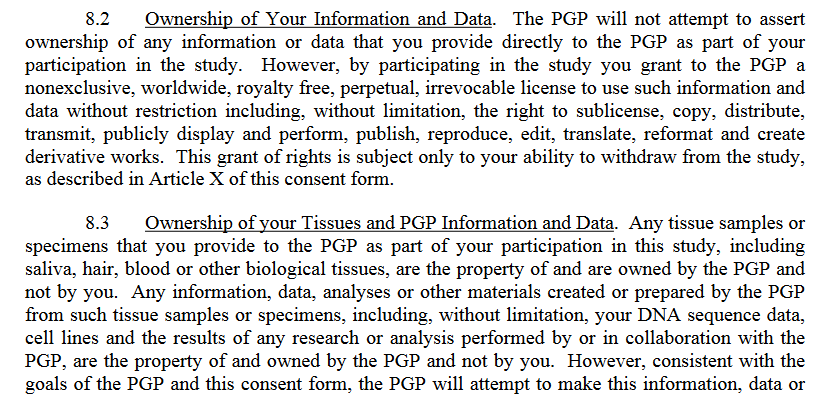 8.2 Ownership of Your Information and Data. The PGP will not attempt to assert
ownership of any information or data that you provide directly to the PGP as part of your
participation in the study. However, by participating in the study you grant to the PGP a
nonexclusive, worldwide, royalty free, perpetual, irrevocable license to use such information and
data without restriction including, without limitation, the right to sublicense, copy, distribute,
transmit, publicly display and perform, publish, reproduce, edit, translate, reformat and create
derivative works. This grant of rights is subject only to your ability to withdraw from the study,
as described in Article X of this consent form.
8.3 Ownership of your Tissues and PGP Information and Data. Any tissue samples or
specimens that you provide to the PGP as part of your participation in this study, including
saliva, hair, blood or other biological tissues, are the property of and are owned by the PGP and
not by you. Any information, data, analyses or other materials created or prepared by the PGP
from such tissue samples or specimens, including, without limitation, your DNA sequence data,
cell lines and the results of any research or analysis performed by or in collaboration with the
PGP, are the property of and owned by the PGP and not by you. However, consistent with the
goals of the PGP and this consent form, the PGP will attempt to make this information, data or